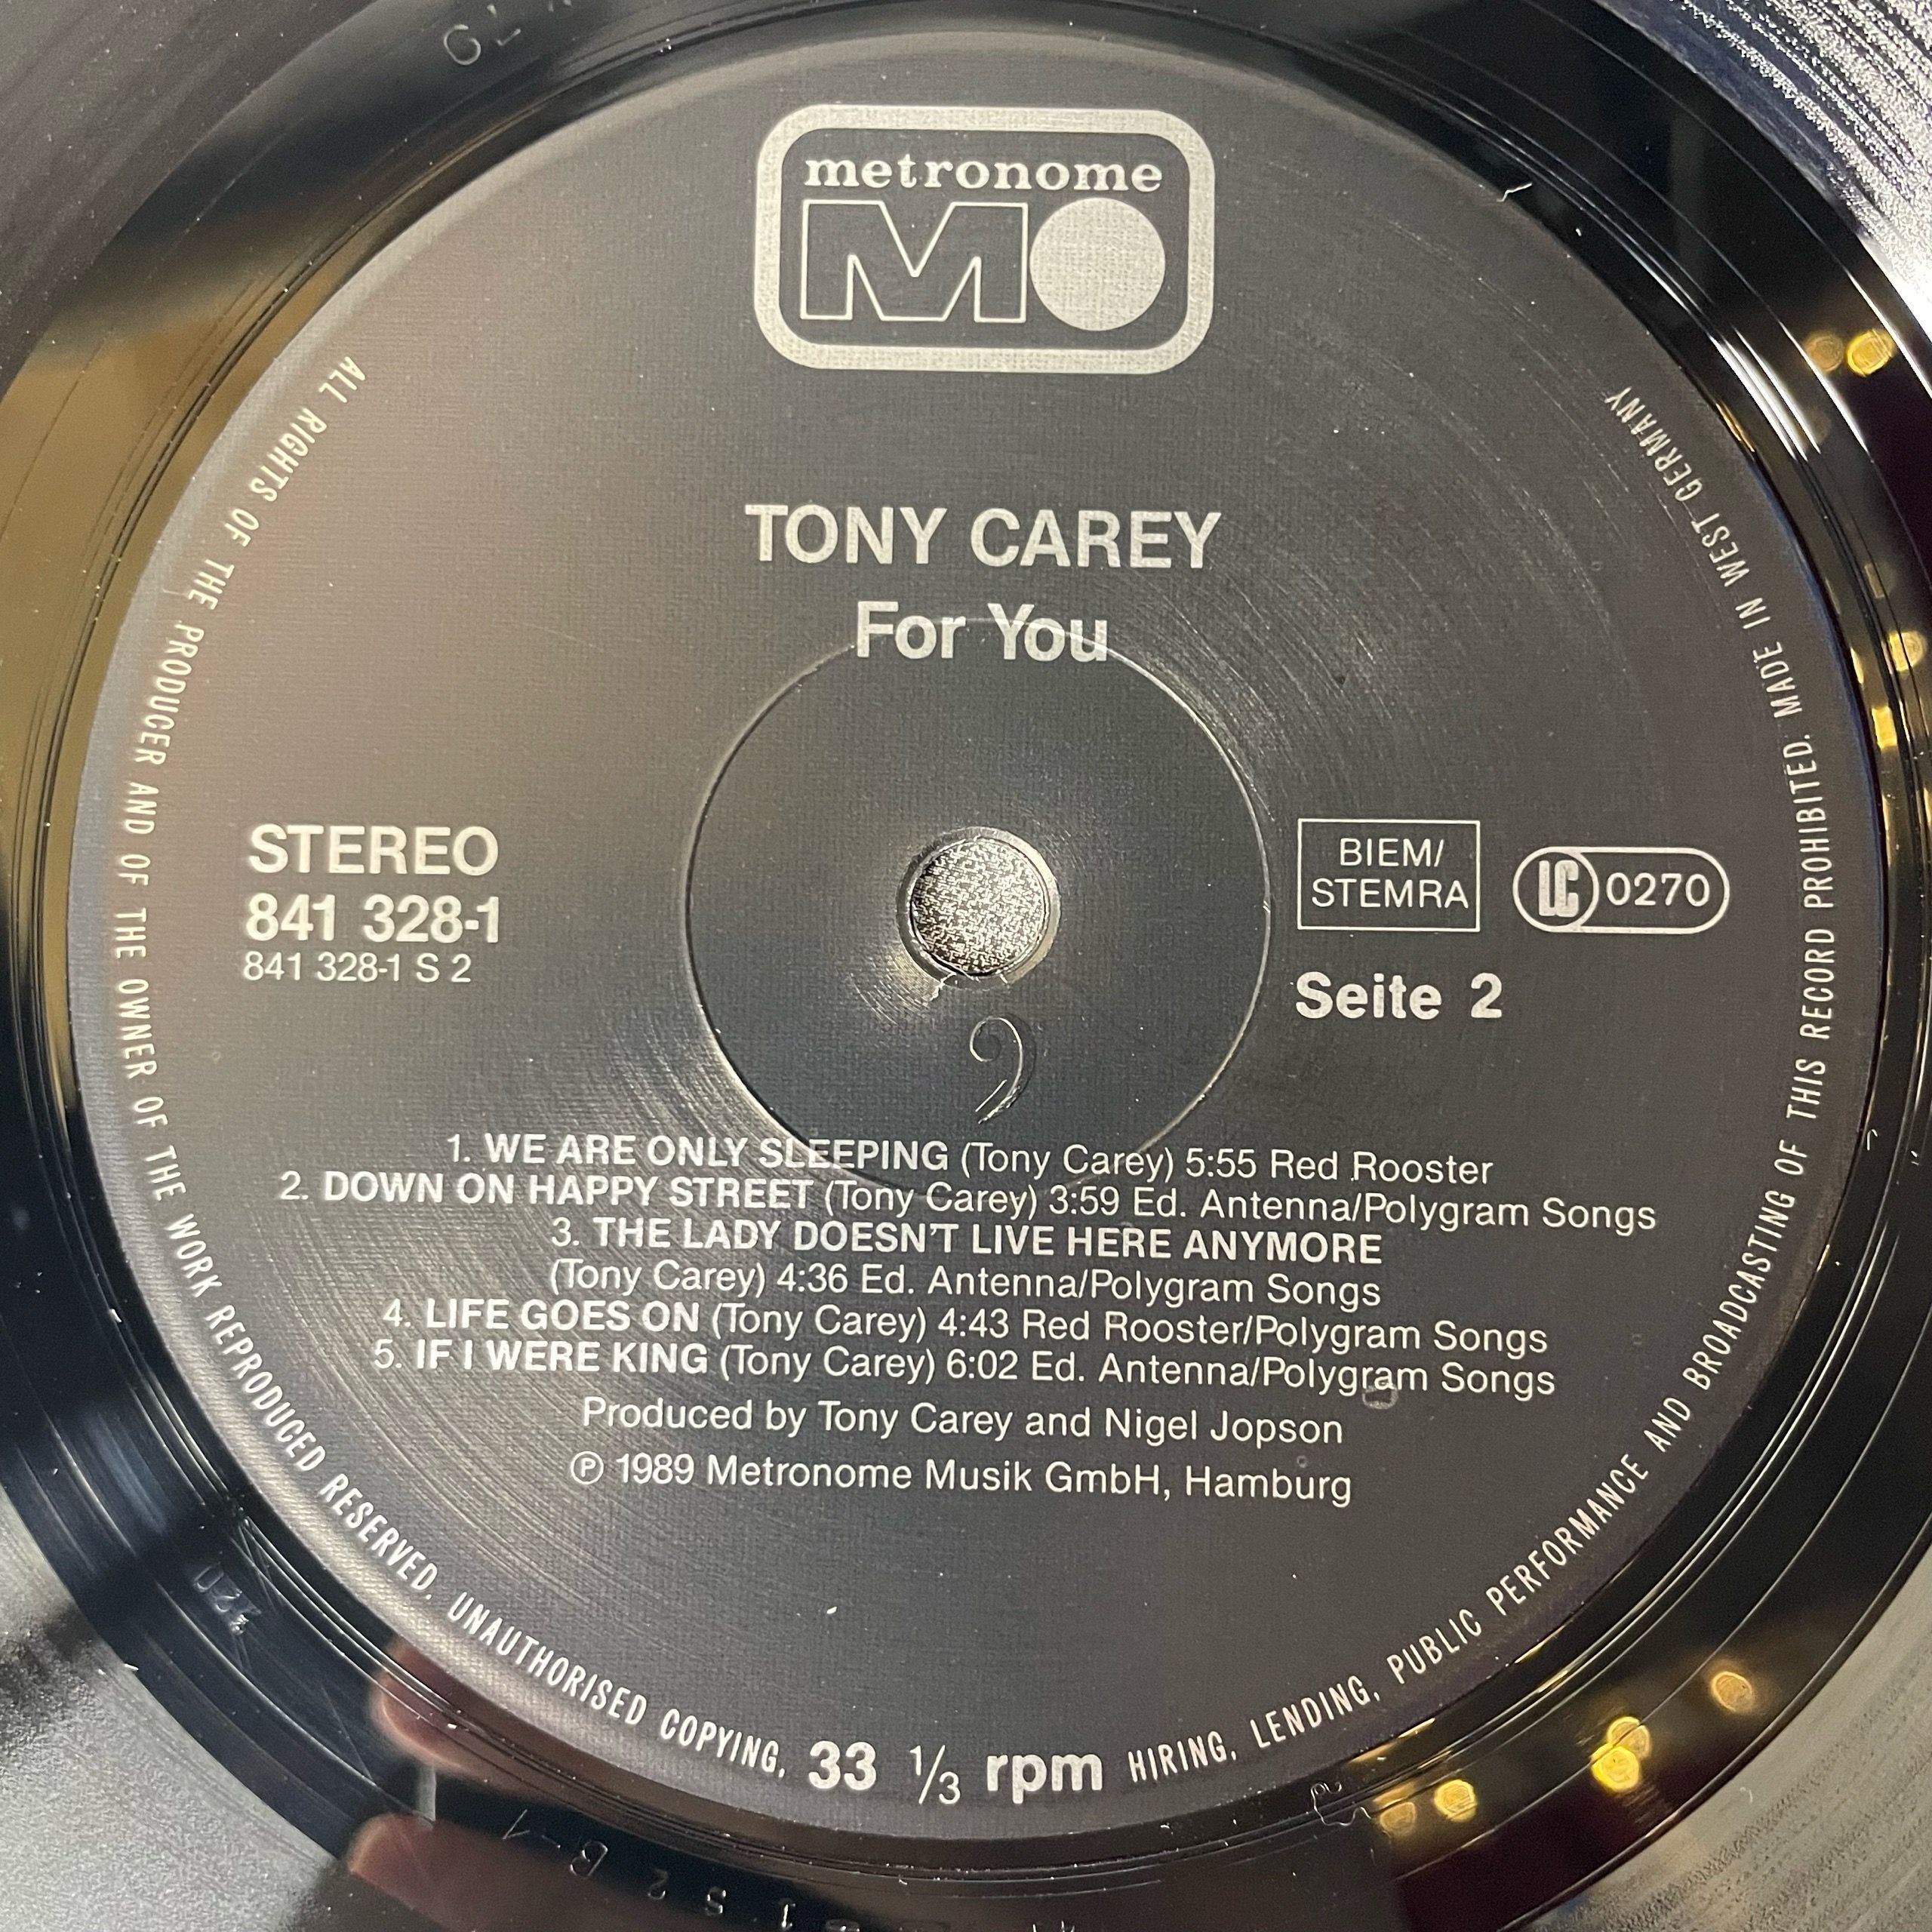 metronome
MO
TONY CAREY
For You
STEREO
841 328-1
841 328-1 S 2
BIEM/
STEMRA
LC 0270
Seite 2
1. WE ARE ONLY SLEEPING (Tony Carey) 5:55 Red Rooster
2. DOWN ON HAPPY STREET (Tony Carey) 3:59 Ed. Antenna/Polygram Songs
3. THE LADY DOESN'T LIVE HERE ANYMORE
(Tony Carey) 4:36 Ed. Antenna/Polygram Songs
4. LIFE GOES ON (Tony Carey) 4:43 Red Rooster/Polygram Songs
5. IF I WERE KING (Tony Carey) 6:02 Ed. Antenna/Polygram Songs
Produced by Tony Carey and Nigel Jopson
℗ 1989 Metronome Musik GmbH, Hamburg
ALL RIGHTS OF THE PRODUCER AND OF THE OWNER OF THE WORK REPRODUCED RESERVED. UNAUTHORISED COPYING, HIRING, LENDING, PUBLIC PERFORMANCE AND BROADCASTING OF THIS RECORD PROHIBITED. MADE IN WEST GERMANY
33 1/3 rpm